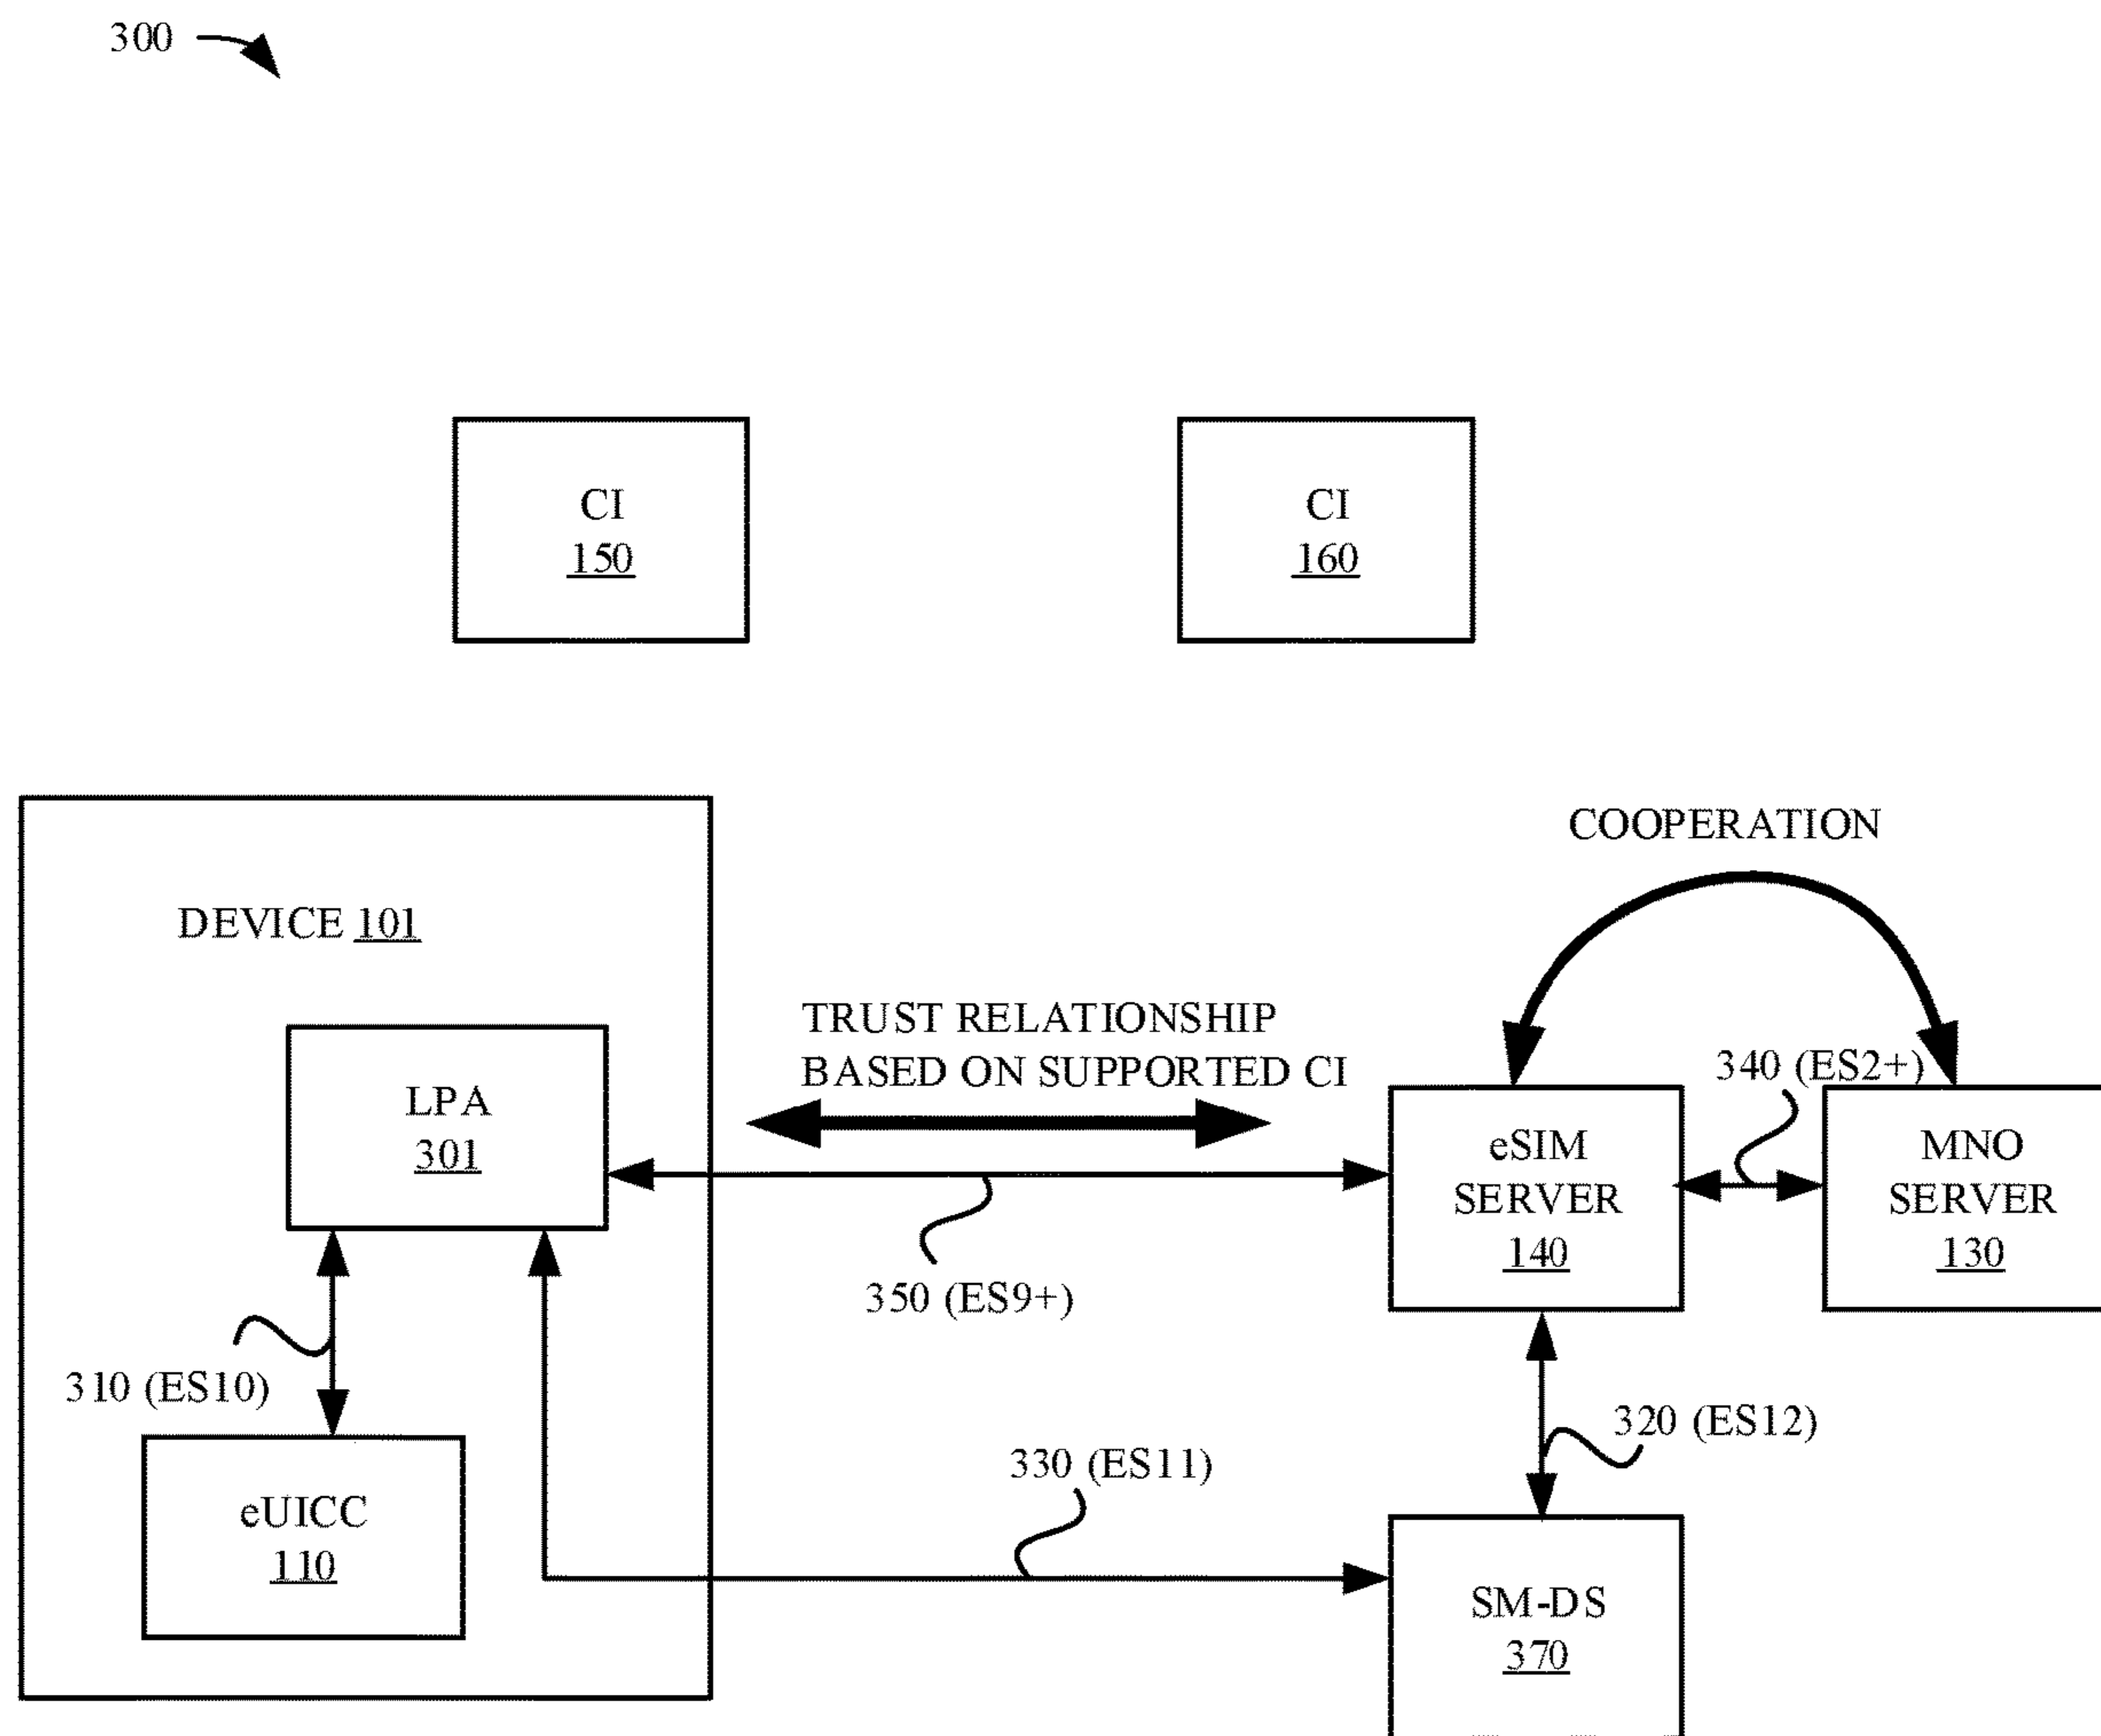 300
CI
150
CI
160
COOPERATION
DEVICE 101
TRUST RELATIONSHIP
BASED ON SUPPORTED CI
340 (ES2+)
LPA
301
eSIM
SERVER
140
MNO
SERVER
130
350 (ES9+)
310 (ES10)
320 (ES12)
330 (ES11)
eUICC
110
SM-DS
370